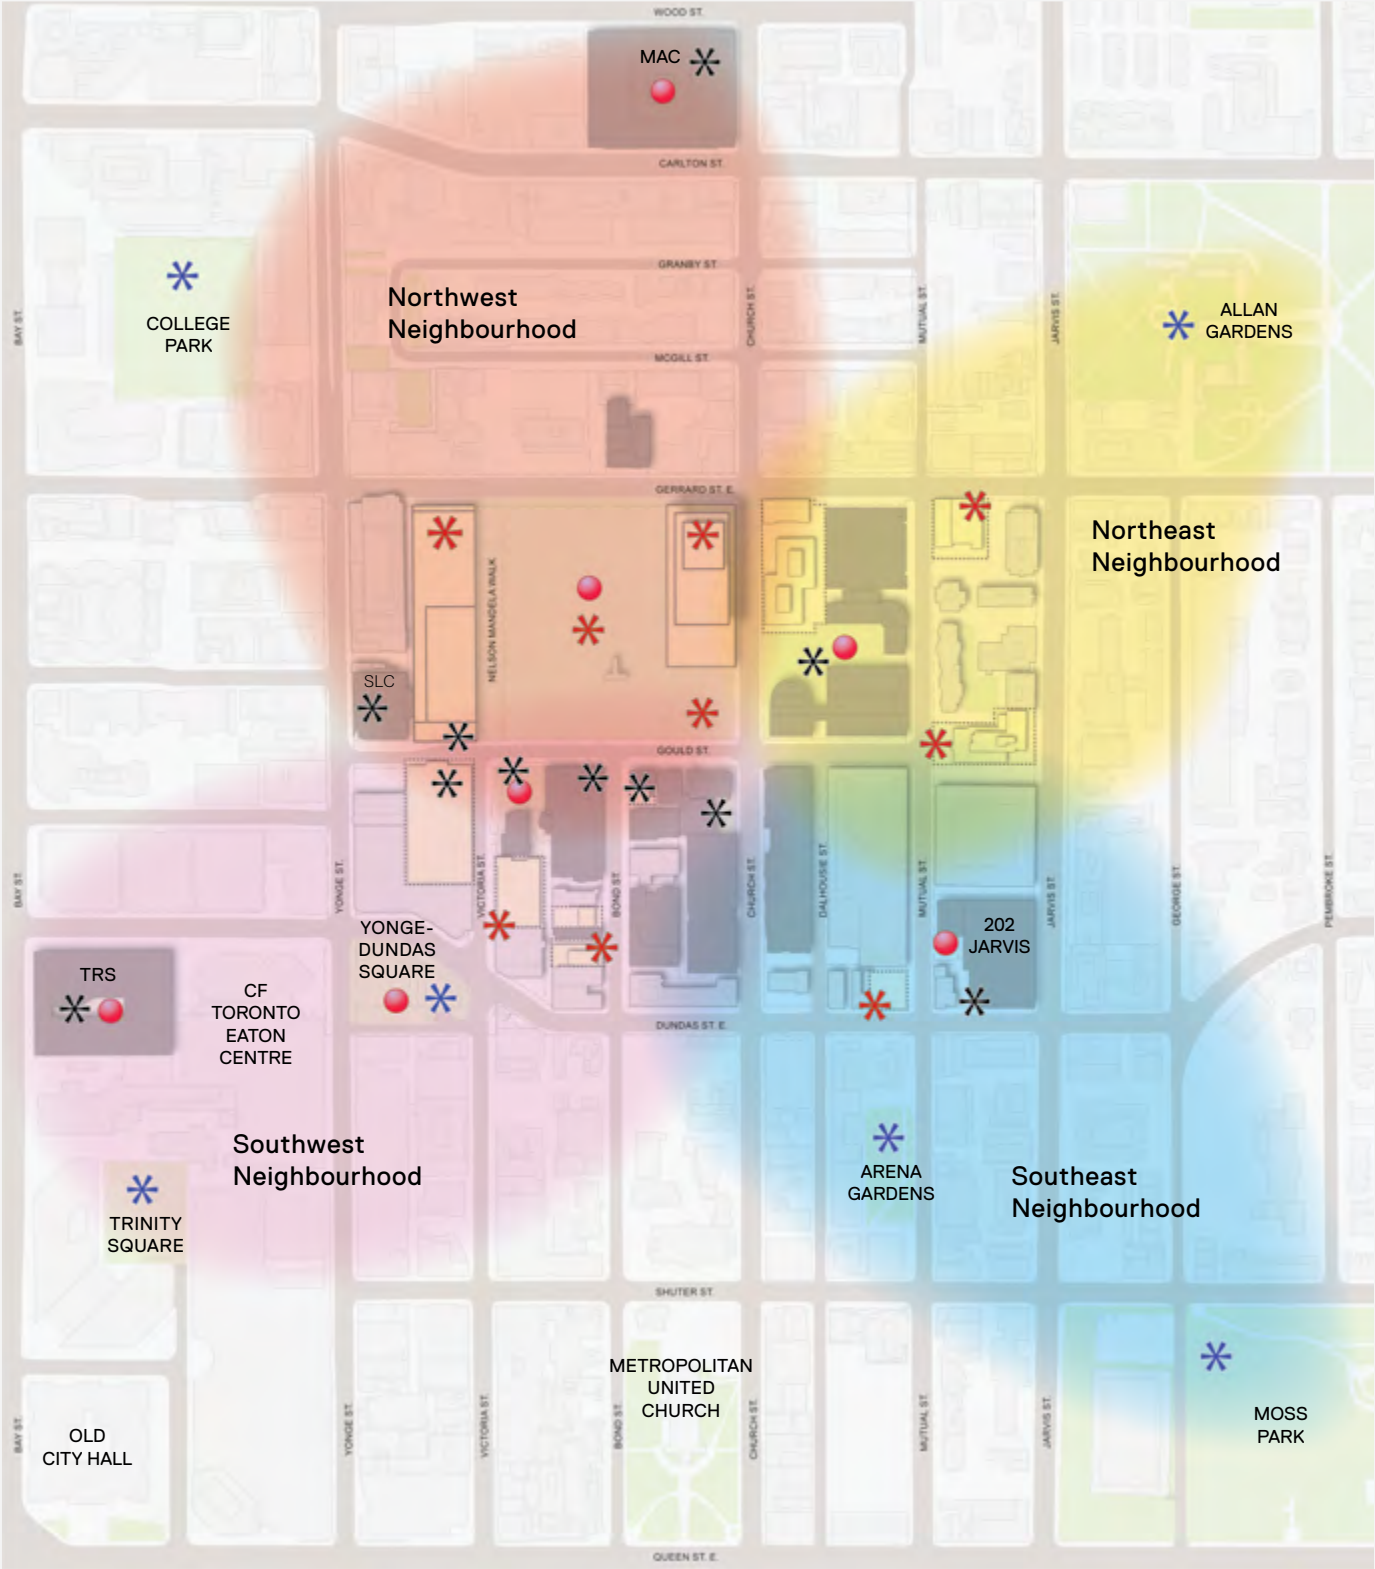 WOOD ST.
MAC
CARLTON ST.
GRANBY ST.
Northwest
Neighbourhood
COLLEGE
PARK
BAY ST.
CHURCH ST.
MUTUAL ST.
JARVIS ST.
ALLAN
GARDENS
MCGILL ST.
GERRARD ST. E.
Northeast
Neighbourhood
NELSON MANDELA WALK
SLC
GOULD ST.
BAY ST.
YONGE ST.
VICTORIA ST.
BOND ST.
CHURCH ST.
DALHOUSIE ST.
MUTUAL ST.
JARVIS ST.
GEORGE ST.
PEMBROKE ST.
YONGE-
DUNDAS
SQUARE
202
JARVIS
TRS
CF
TORONTO
EATON
CENTRE
DUNDAS ST. E.
Southwest
Neighbourhood
ARENA
GARDENS
Southeast
Neighbourhood
TRINITY
SQUARE
SHUTER ST.
METROPOLITAN
UNITED
CHURCH
OLD
CITY HALL
MOSS
PARK
BAY ST.
YONGE ST.
VICTORIA ST.
BOND ST.
CHURCH ST.
MUTUAL ST.
JARVIS ST.
QUEEN ST. E.